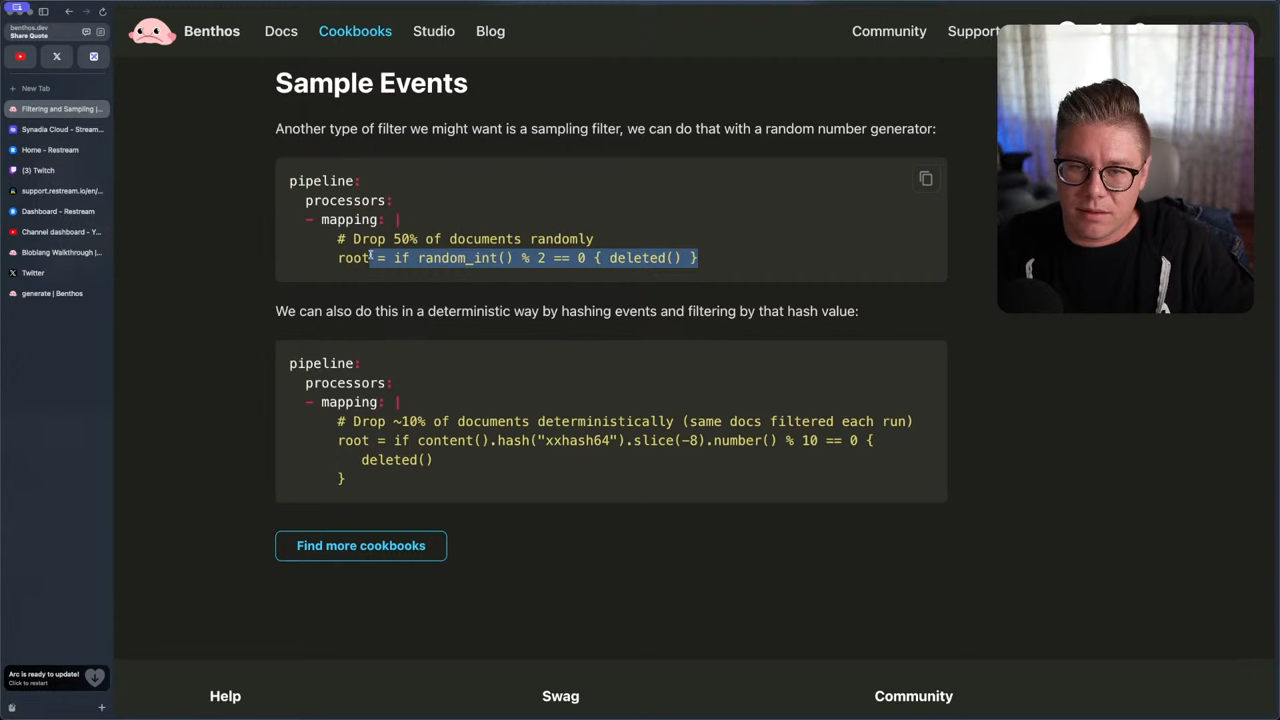 benthos.dev
Share Quote
New Tab
Filtering and Sampling |...
Synadia Cloud - Stream...
Home - Restream
(3) Twitch
support.restream.io/en/...
Dashboard - Restream
Channel dashboard - Y...
Bloblang Walkthrough |...
Twitter
generate | Benthos
Arc is ready to update!
Click to restart
Benthos
Docs
Cookbooks
Studio
Blog
Community
Support
Sample Events
Another type of filter we might want is a sampling filter, we can do that with a random number generator:
pipeline:
processors:
- mapping: |
# Drop 50% of documents randomly
root = if random_int() % 2 == 0 { deleted() }
We can also do this in a deterministic way by hashing events and filtering by that hash value:
pipeline:
processors:
- mapping: |
# Drop ~10% of documents deterministically (same docs filtered each run)
root = if content().hash("xxhash64").slice(-8).number() % 10 == 0 {
deleted()
}
Find more cookbooks
Help
Swag
Community